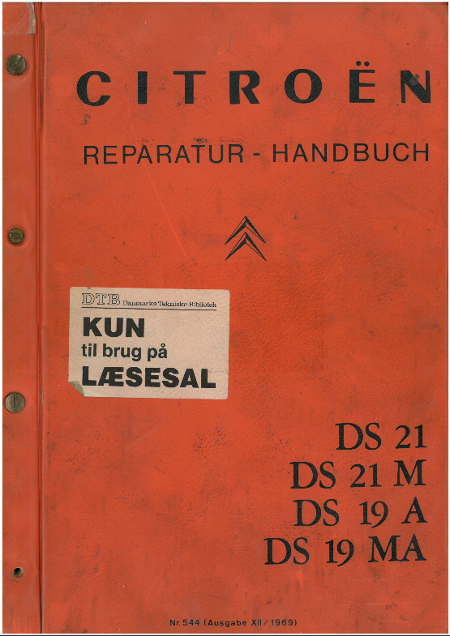 CITROËN
REPARATUR - HANDBUCH
DTB Danmarks Tekniske Bibliotek
KUN
til brug på
LÆSESAL
DS 21
DS 21 M
DS 19 A
DS 19 MA
Nr. 544 (Ausgabe XII/1969)